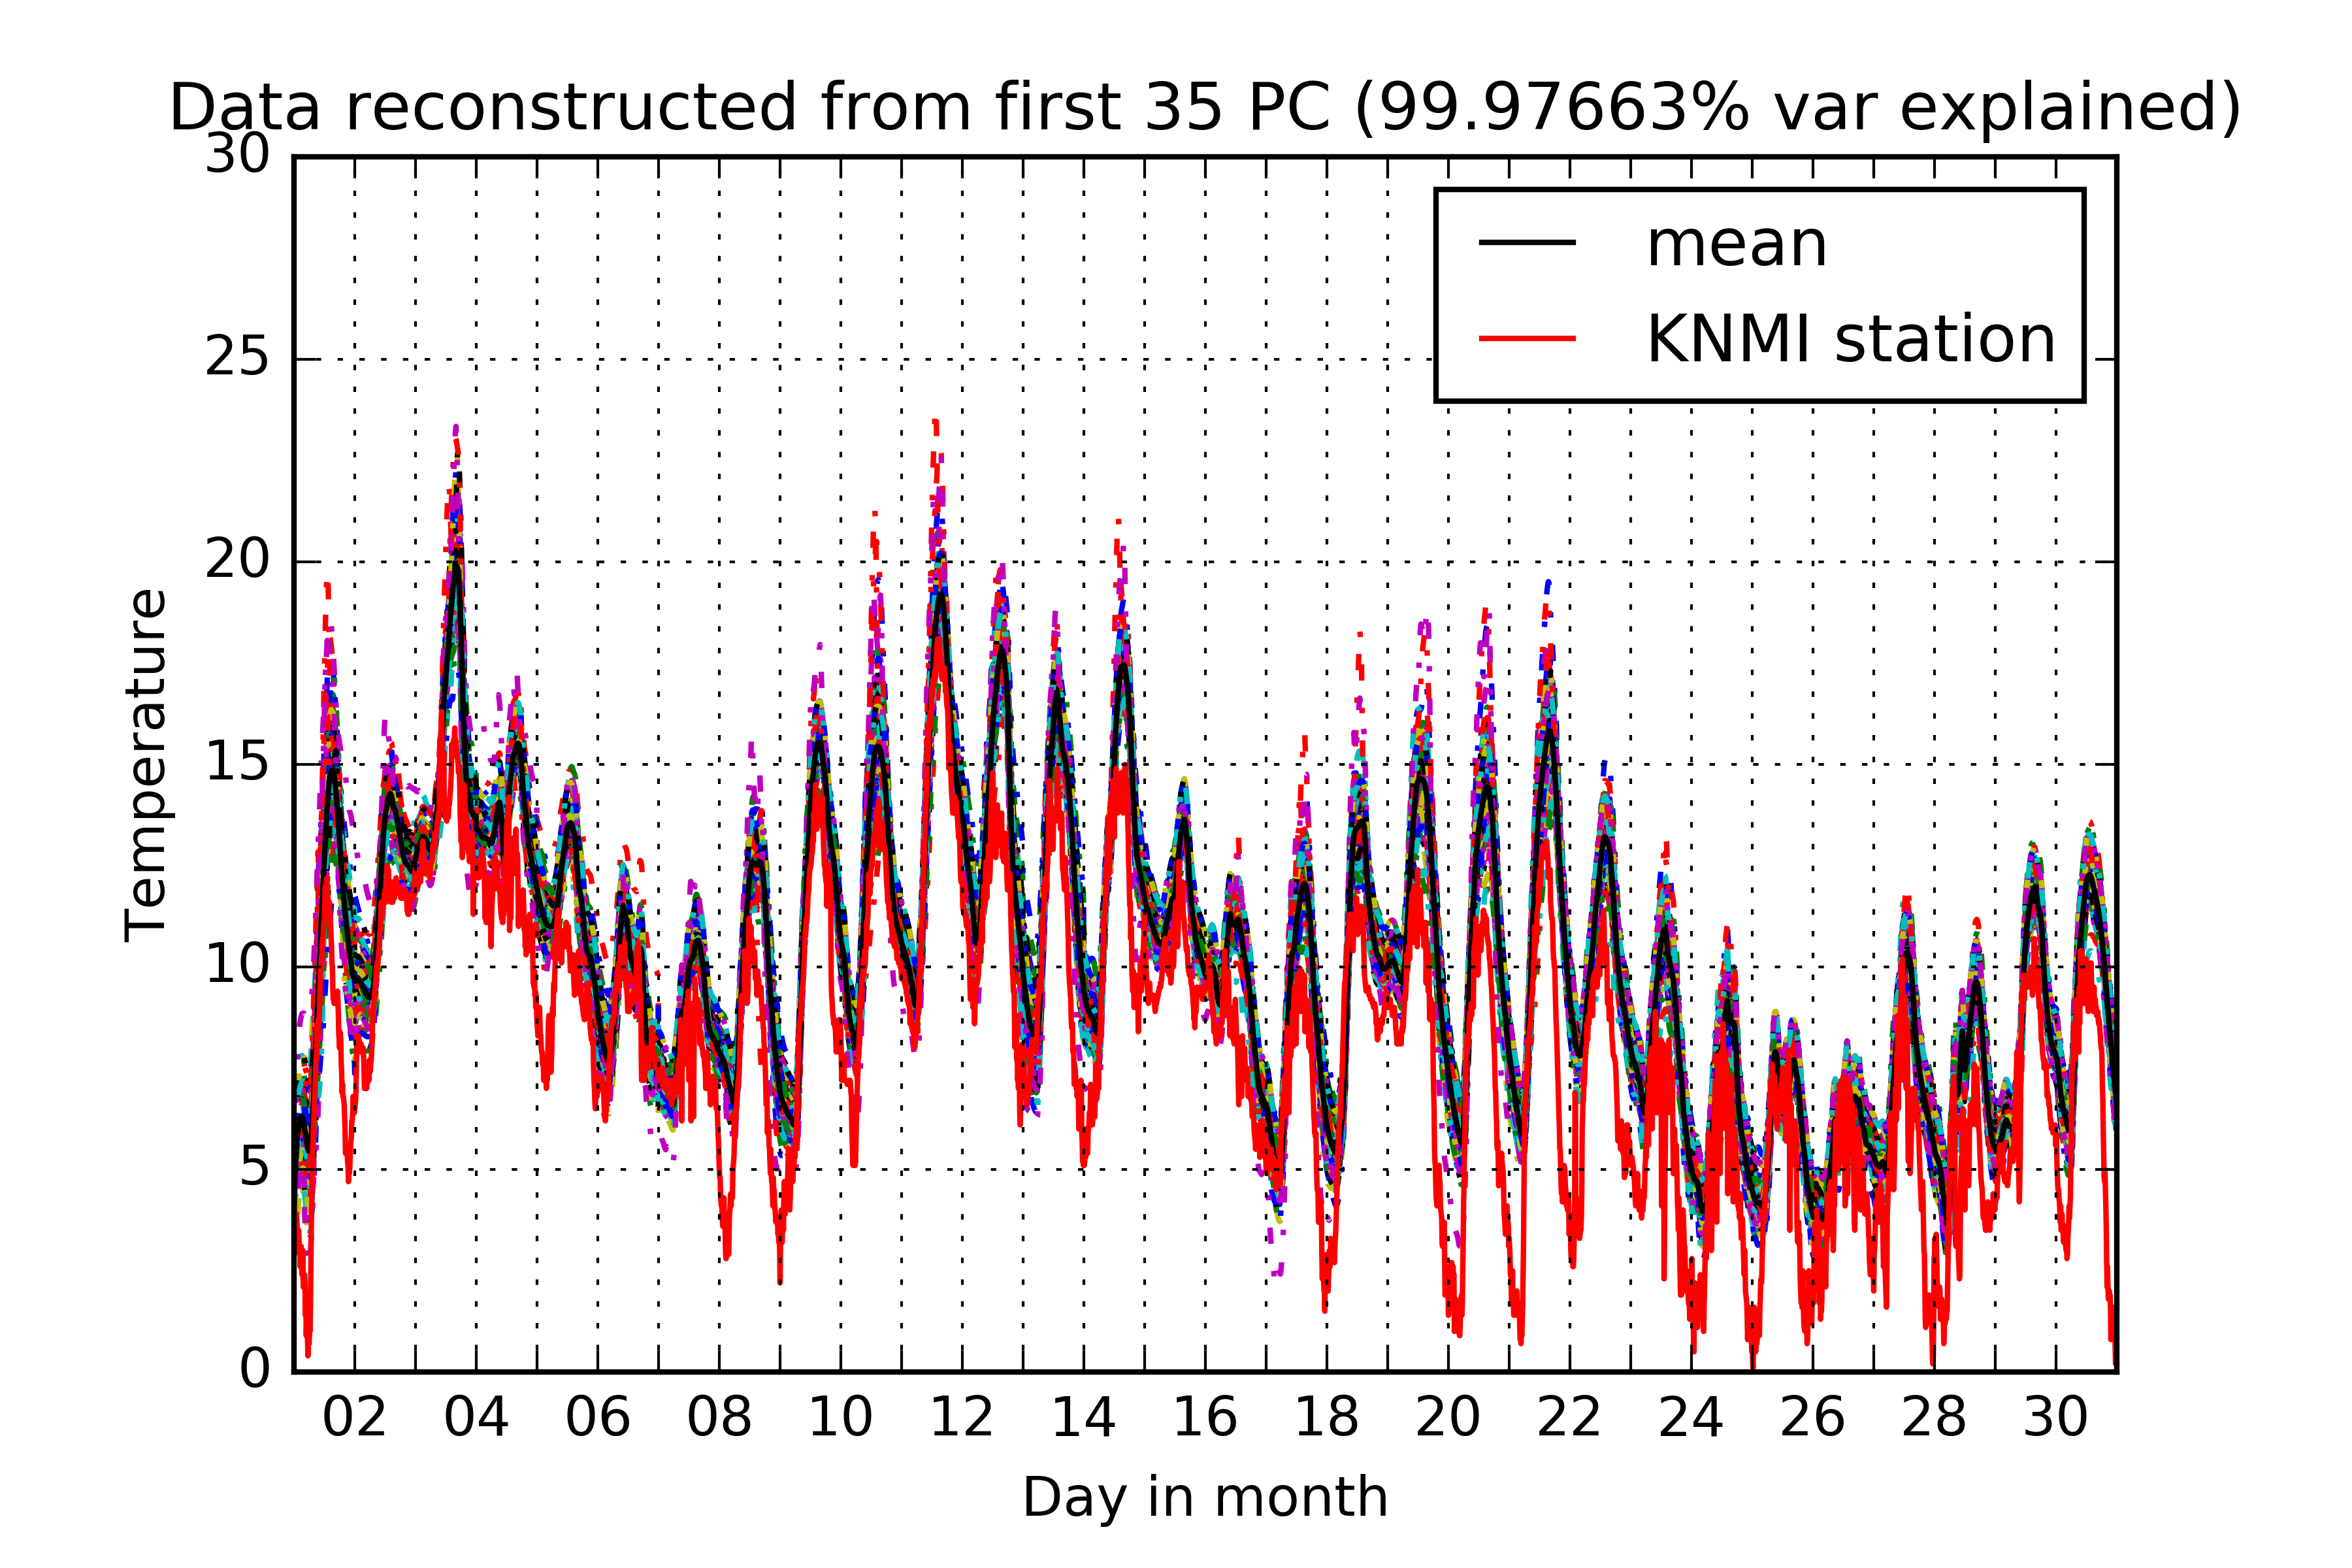 Data reconstructed from first 35 PC (99.97663% var explained)
30
25
20
15
10
5
0
Temperature
mean
KNMI station
02 04 06 08 10 12 14 16 18 20 22 24 26 28 30
Day in month